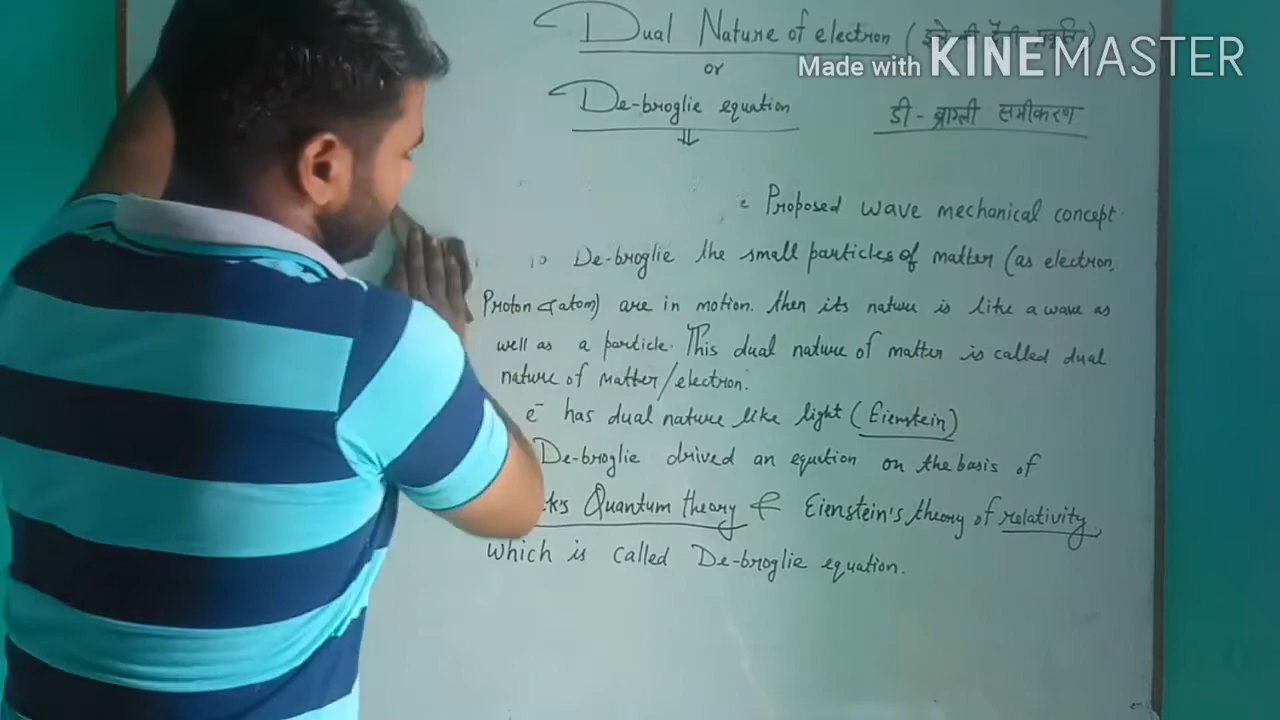 Dual Nature of electron (
Made with KINEMASTER
or
De-broglie equation डी-ब्राग्ली समीकरण
Proposed wave mechanical concept
De-broglie the small particles of matter (as electron,
Proton & atom) are in motion. then its nature is like a wave as
well as a particle. This dual nature of matter is called dual
nature of matter/electron.
e⁻ has dual nature like light (Eienstein)
De-broglie drived an eqution on the basis of
k's Quantum theory & Eienstein's theory of relativity,
which is called De-broglie equation.